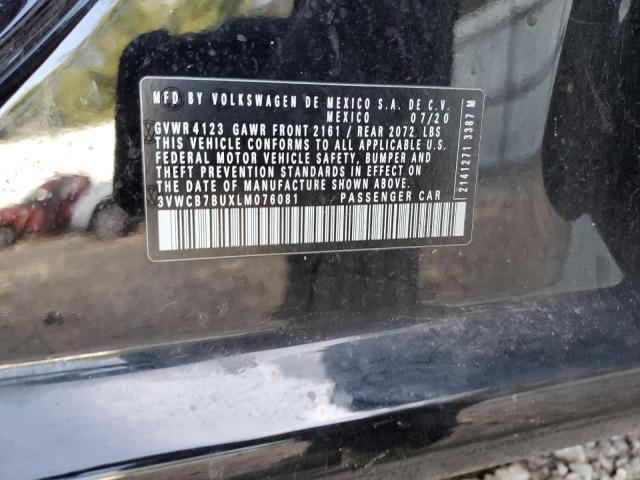 MFD BY VOLKSWAGEN DE MEXICO S.A. DE C.V.
MEXICO 07/20
GVWR 4123 GAWR FRONT 2161 / REAR 2072 LBS
THIS VEHICLE CONFORMS TO ALL APPLICABLE U.S.
FEDERAL MOTOR VEHICLE SAFETY, BUMPER AND
THEFT PREVENTION STANDARDS IN EFFECT ON
THE DATE OF MANUFACTURE SHOWN ABOVE.
3VWCB7BUXLM076081 PASSENGER CAR
2141271 3387 M